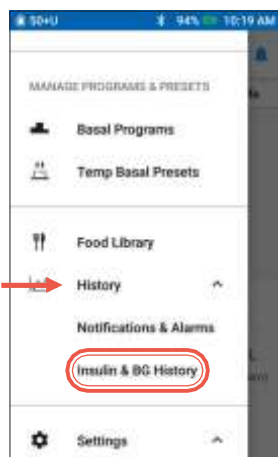 50+U 94% 10:19 AM
MANAGE PROGRAMS & PRESETS
Basal Programs
Temp Basal Presets
Food Library
History
Notifications & Alarms
Insulin & BG History
Settings